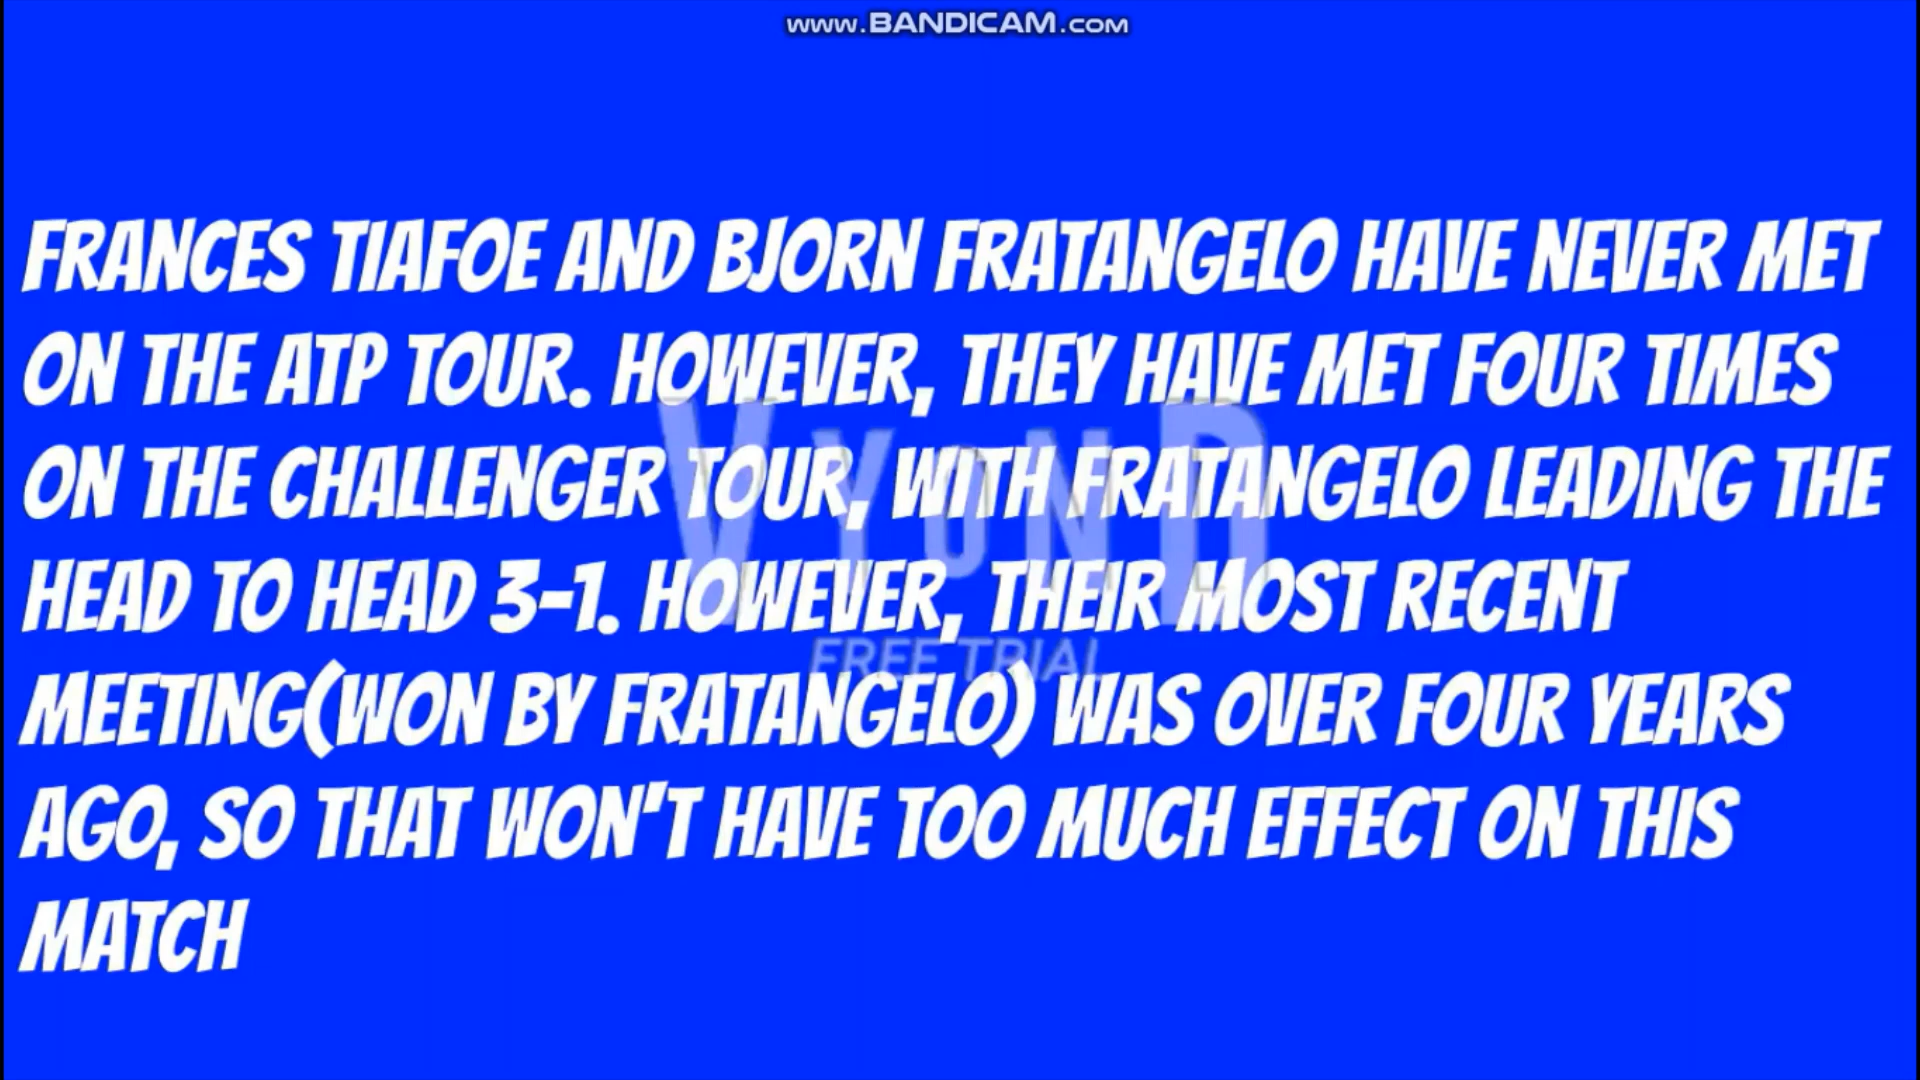 www.BANDICAM.com
FRANCES TIAFOE AND BJORN FRATANGELO HAVE NEVER MET
ON THE ATP TOUR. HOWEVER, THEY HAVE MET FOUR TIMES
ON THE CHALLENGER TOUR, WITH FRATANGELO LEADING THE
HEAD TO HEAD 3-1. HOWEVER, THEIR MOST RECENT
MEETING(WON BY FRATANGELO) WAS OVER FOUR YEARS
AGO, SO THAT WON'T HAVE TOO MUCH EFFECT ON THIS
MATCH
VYOND
FREE TRIAL